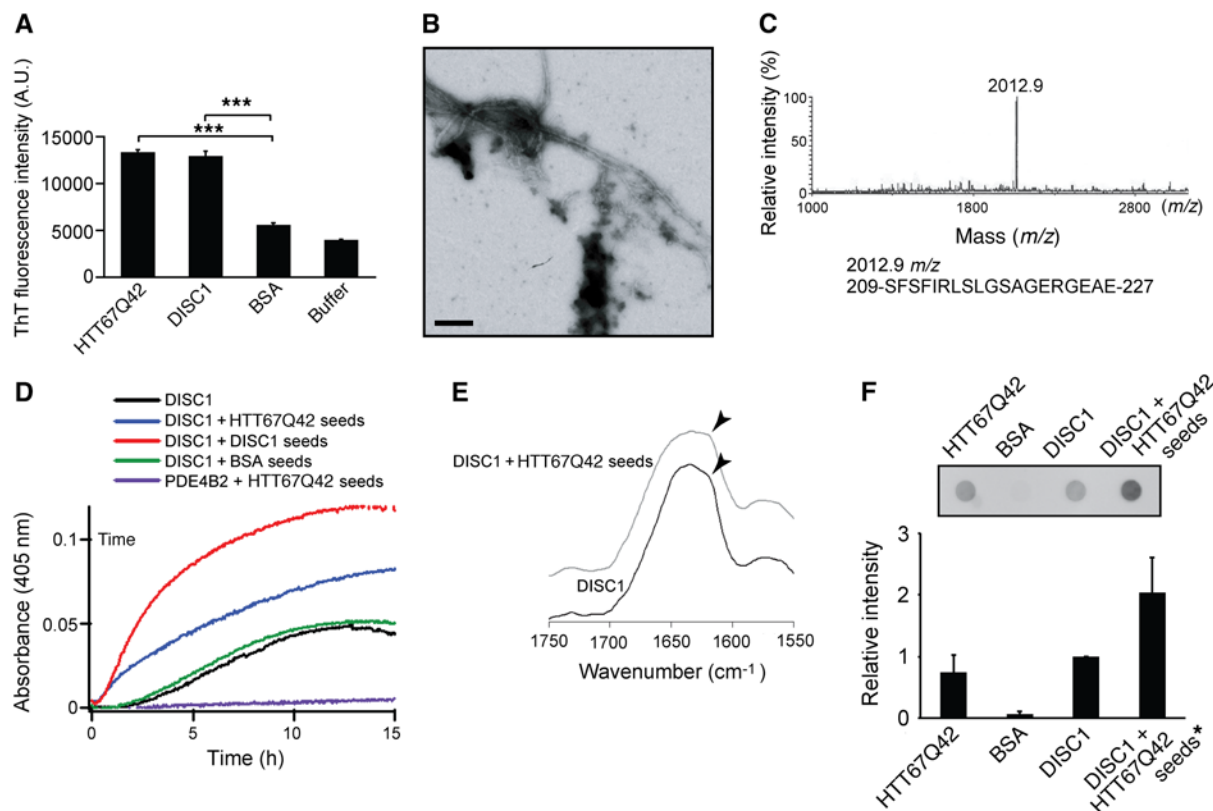 A
ThT fluorescence intensity (A.U.)
***
***
15000
10000
5000
0
HTT67Q42
DISC1
BSA
Buffer
B
C
Relative intensity (%)
2012.9
100
50
0
1000
1800
2800
(m/z)
Mass (m/z)
2012.9 m/z
209-SFSFIRLSLGSAGERGEAE-227
D
DISC1
DISC1 + HTT67Q42 seeds
DISC1 + DISC1 seeds
DISC1 + BSA seeds
PDE4B2 + HTT67Q42 seeds
Absorbance (405 nm)
0.1
Time
0.05
0
0
5
10
15
Time (h)
E
DISC1 + HTT67Q42 seeds
DISC1
1750
1700
1650
1600
1550
Wavenumber (cm-1)
F
HTT67Q42
BSA
DISC1
DISC1 +
HTT67Q42
seeds
Relative intensity
3
2
1
0
HTT67Q42
BSA
DISC1
DISC1 +
HTT67Q42
seeds*